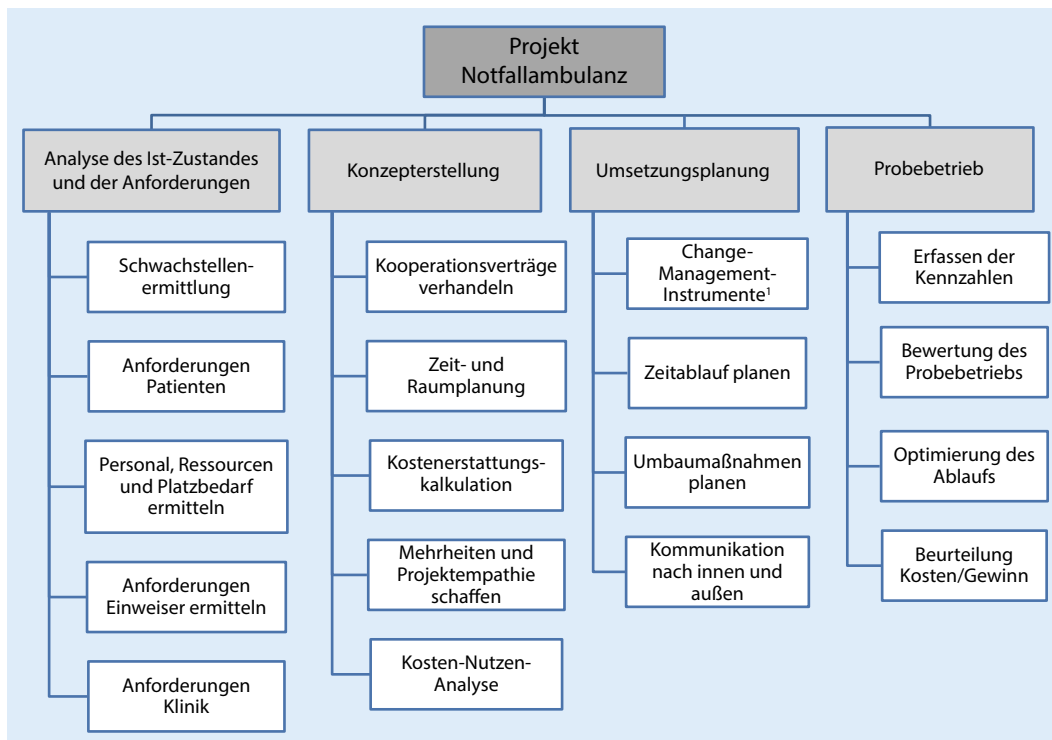 Projekt
Notfallambulanz
Analyse des Ist-Zustandes
und der Anforderungen
Schwachstellen-
ermittlung
Anforderungen
Patienten
Personal, Ressourcen
und Platzbedarf
ermitteln
Anforderungen
Einweiser ermitteln
Anforderungen
Klinik
Konzepterstellung
Kooperationsverträge
verhandeln
Zeit- und
Raumplanung
Kostenerstattungs-
kalkulation
Mehrheiten und
Projektempathie
schaffen
Kosten-Nutzen-
Analyse
Umsetzungsplanung
Change-
Management-
Instrumente¹
Zeitablauf planen
Umbaumaßnahmen
planen
Kommunikation
nach innen und
außen
Probebetrieb
Erfassen der
Kennzahlen
Bewertung des
Probebetriebs
Optimierung des
Ablaufs
Beurteilung
Kosten/Gewinn